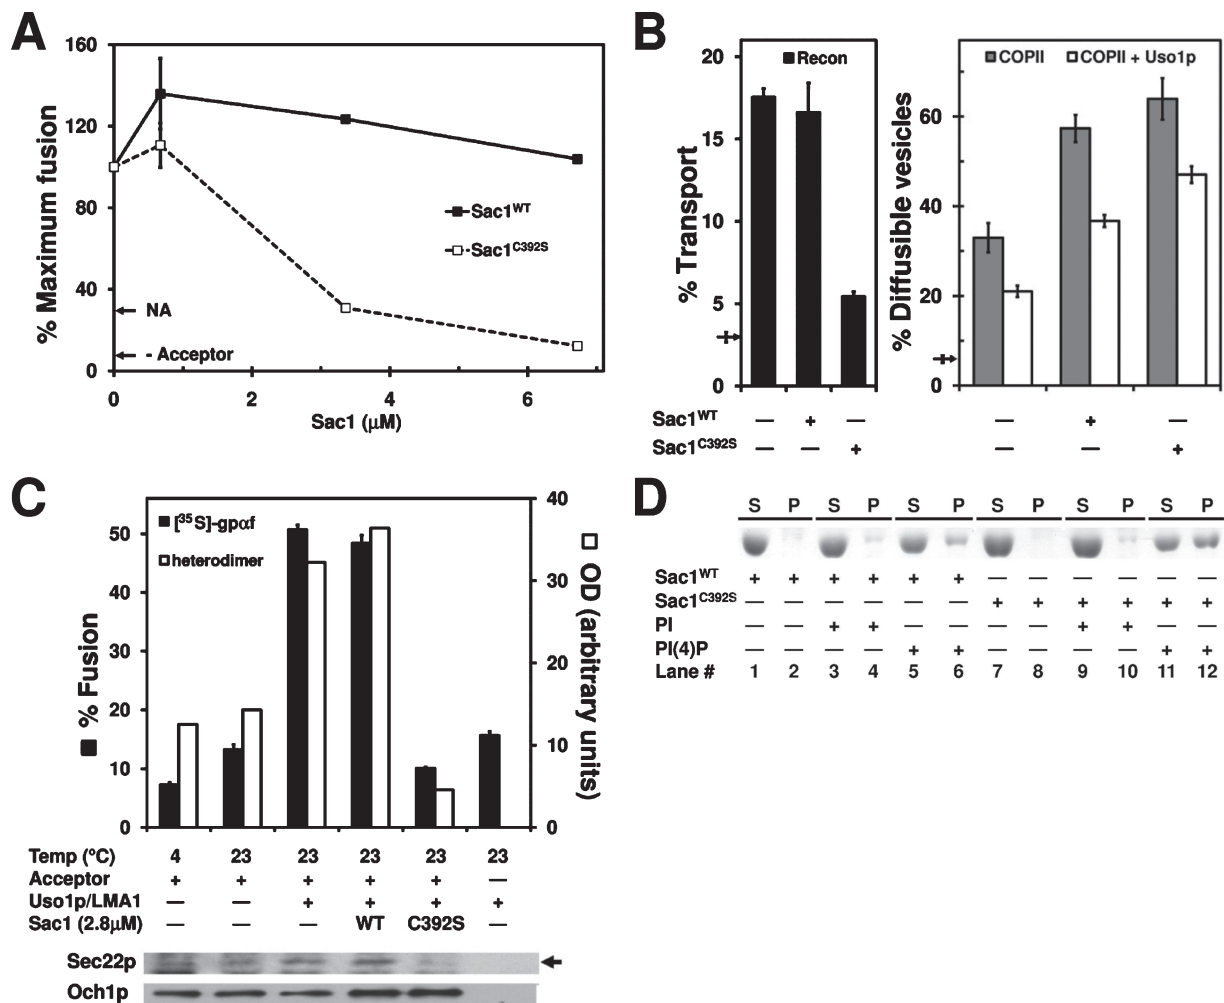 A
% Maximum fusion
160
120
80
40
0
0 2 4 6
Sac1 (μM)
Sac1WT
Sac1C392S
NA
- Acceptor
B
% Transport
20
15
10
5
0
Recon
% Diffusible vesicles
60
40
20
0
COPII COPII + Uso1p
Sac1WT — + — — + —
Sac1C392S — — + — — +
C
% Fusion
50
40
30
20
10
0
[35S]-gpαf
heterodimer
OD (arbitrary units)
40
30
20
10
0
Temp (°C) 4 23 23 23 23 23
Acceptor + + + + + —
Uso1p/LMA1 — — + + + +
Sac1 (2.8μM) — — — WT C392S —
Sec22p
Och1p
D
S P S P S P S P S P S P
Sac1WT + + + + + + — — — — — —
Sac1C392S — — — — — — + + + + + +
PI — — + + — — — — + + — —
PI(4)P — — — — + + — — — — + +
Lane # 1 2 3 4 5 6 7 8 9 10 11 12